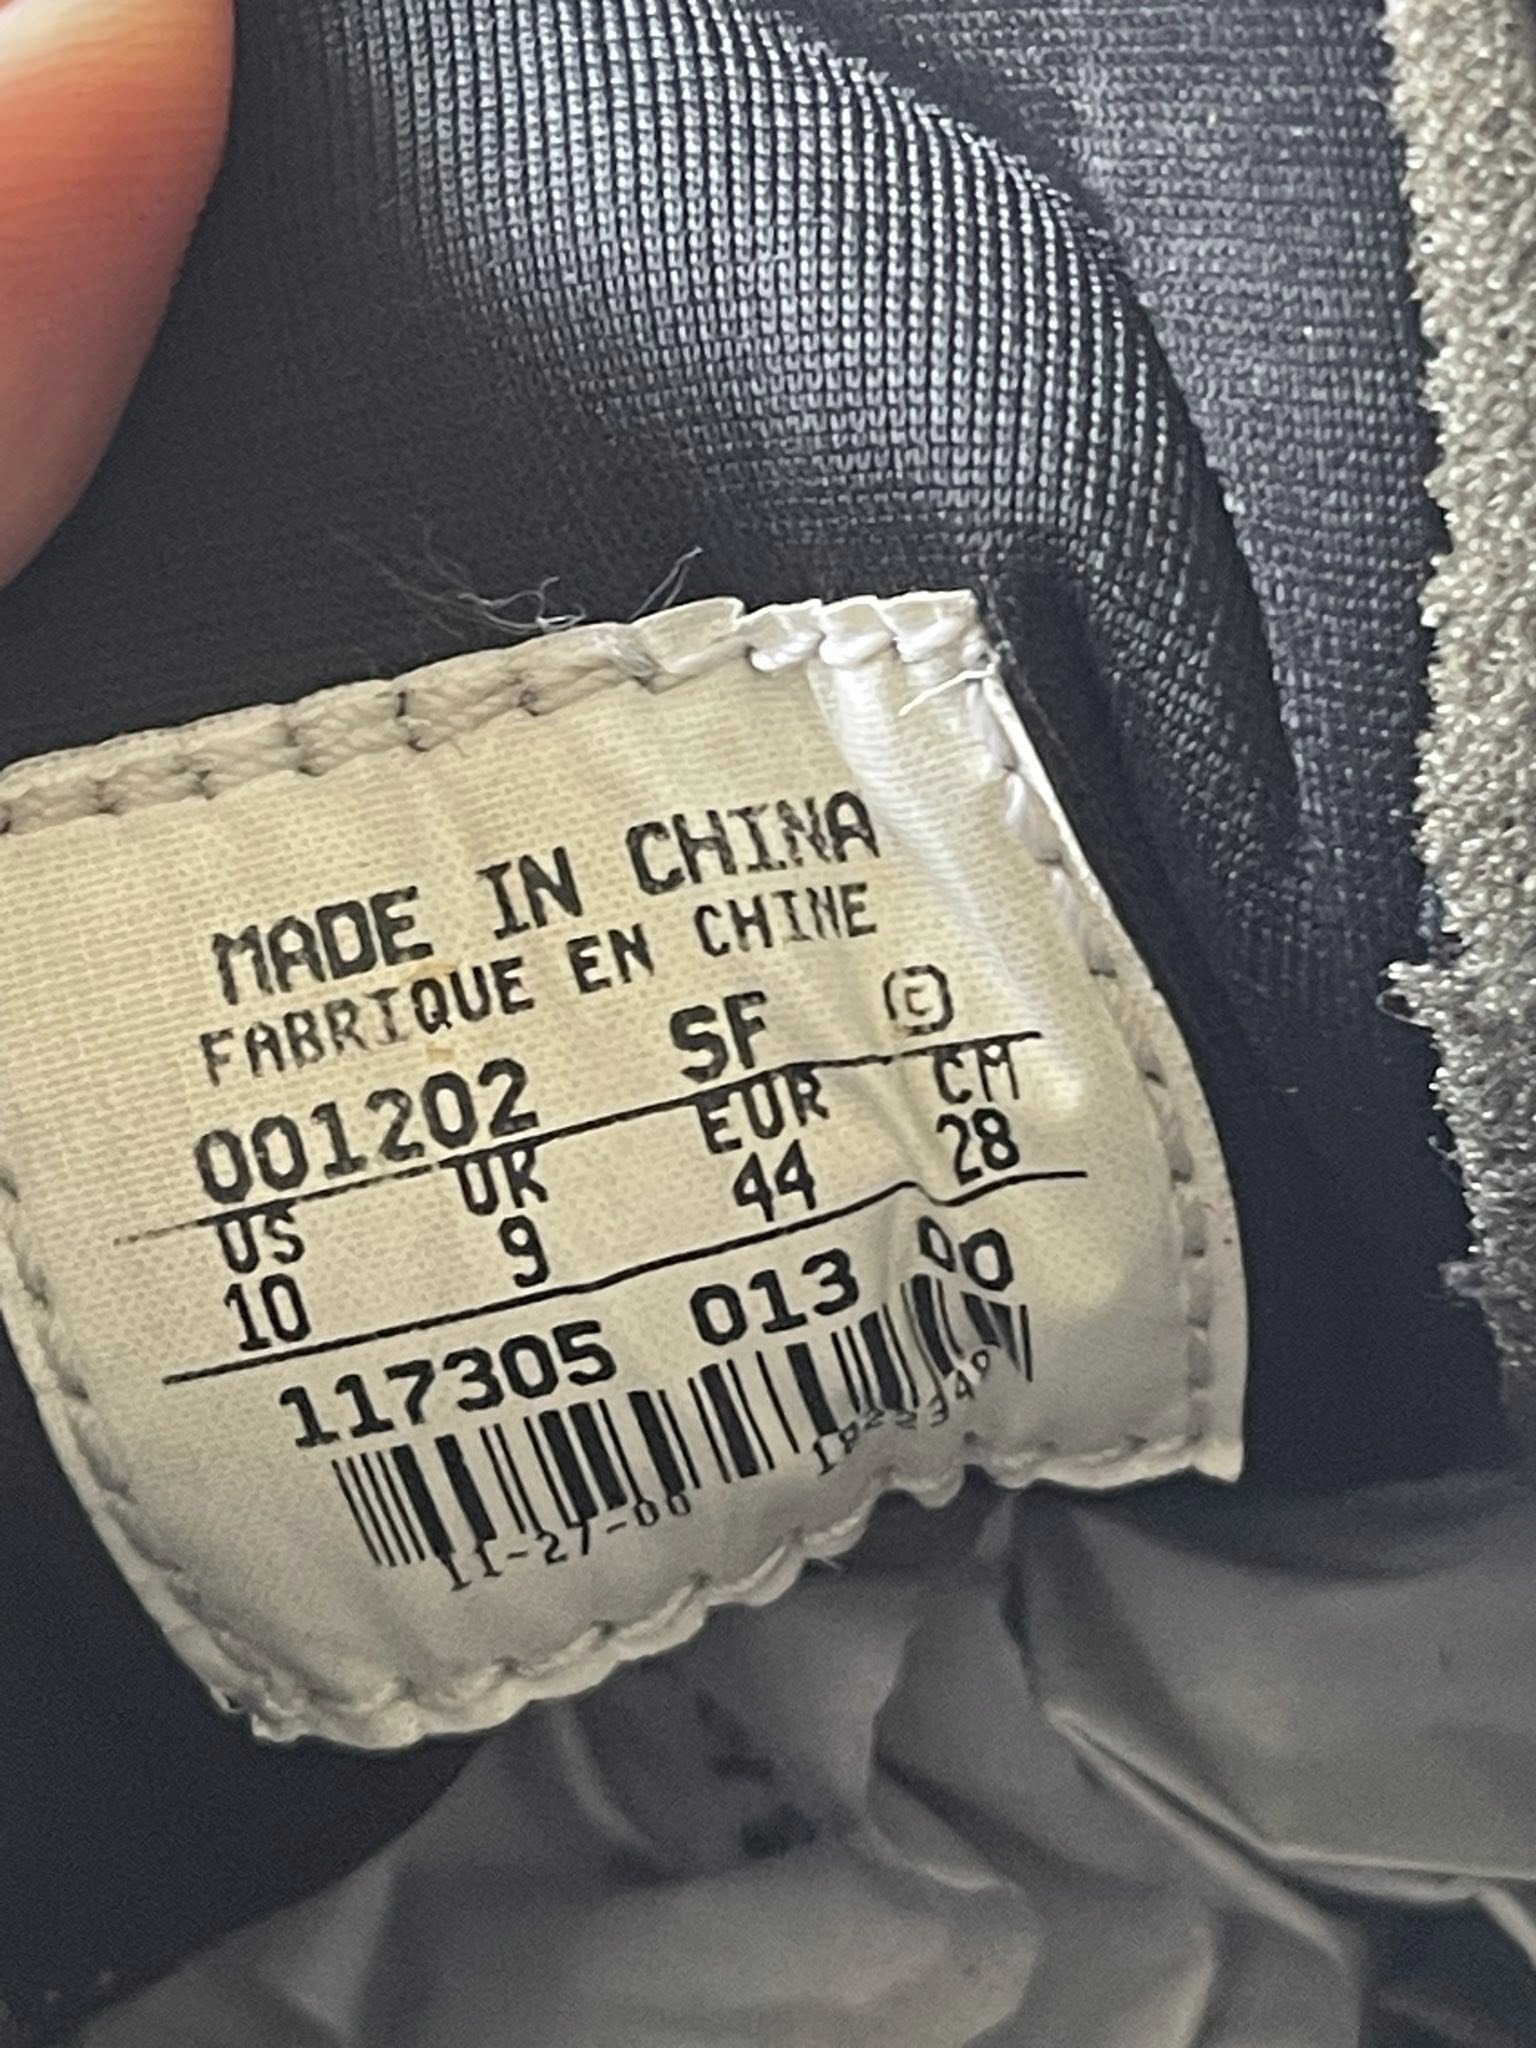 MADE IN CHINA
FABRIQUE EN CHINE
001202 SF ©
US UK EUR CM
10 9 44 28
117305 013 00
11-27-00